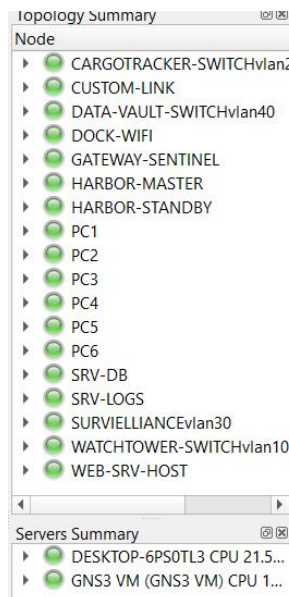 Topology Summary
Node
CARGOTRACKER-SWITCHvlan2
CUSTOM-LINK
DATA-VAULT-SWITCHvlan40
DOCK-WIFI
GATEWAY-SENTINEL
HARBOR-MASTER
HARBOR-STANDBY
PC1
PC2
PC3
PC4
PC5
PC6
SRV-DB
SRV-LOGS
SURVIELLIANCEvlan30
WATCHTOWER-SWITCHvlan10
WEB-SRV-HOST
Servers Summary
DESKTOP-6PS0TL3 CPU 21.5...
GNS3 VM (GNS3 VM) CPU 1...